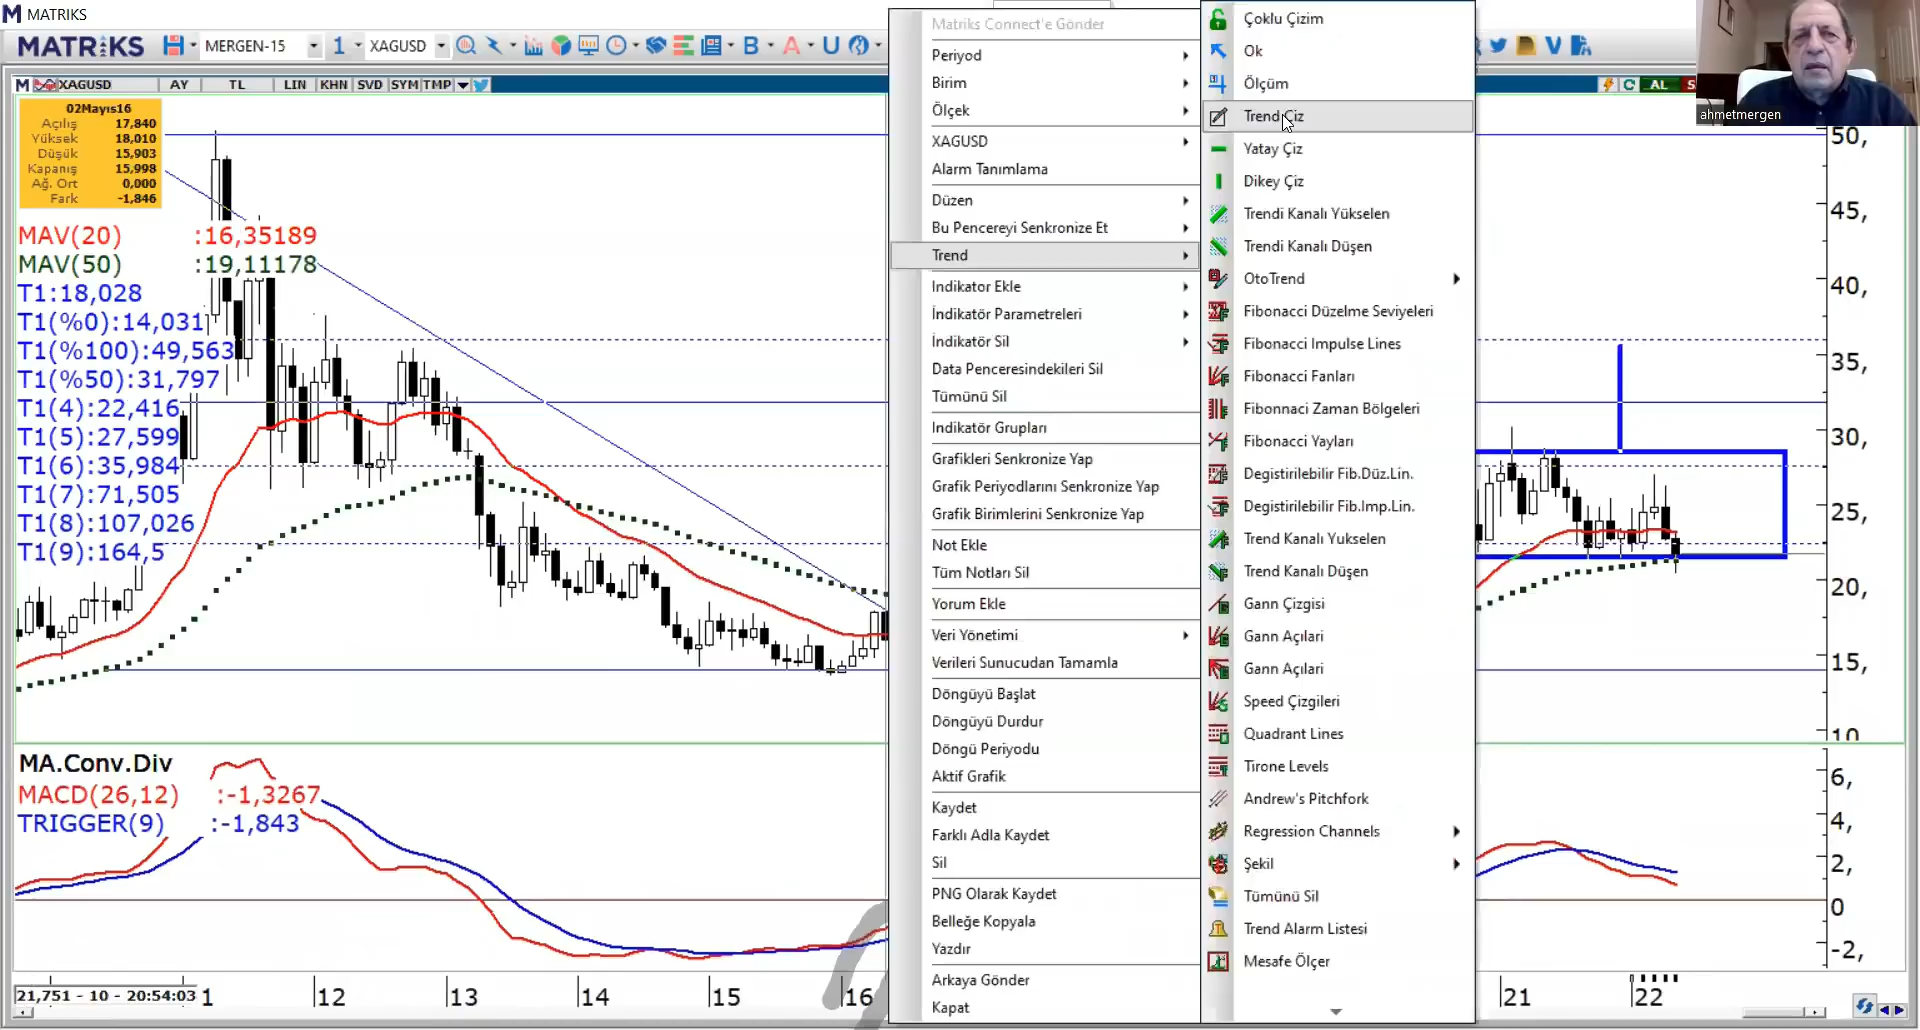 MATRIKS
MATRİKS
MERGEN-15
1
XAGUSD
B
A
U
XAGUSD
AY
TL
LIN
KHN
SVD
SYM
TMP
AL
ahmetmergen
02Mayıs16
Açılış 17,840
Yüksek 18,010
Düşük 15,903
Kapanış 15,998
Ağ. Ort 0,000
Fark -1,846
MAV(20) :16,35189
MAV(50) :19,11178
T1:18,028
T1(%0):14,031
T1(%100):49,563
T1(%50):31,797
T1(4):22,416
T1(5):27,599
T1(6):35,984
T1(7):71,505
T1(8):107,026
T1(9):164,5
MA.Conv.Div
MACD(26,12) :-1,3267
TRIGGER(9) :-1,843
Matriks Connect'e Gönder
Periyod
Birim
Ölçek
XAGUSD
Alarm Tanımlama
Düzen
Bu Pencereyi Senkronize Et
Trend
Indikator Ekle
İndikatör Parametreleri
İndikatör Sil
Data Penceresindekileri Sil
Tümünü Sil
Indikatör Grupları
Grafikleri Senkronize Yap
Grafik Periyodlarını Senkronize Yap
Grafik Birimlerini Senkronize Yap
Not Ekle
Tüm Notları Sil
Yorum Ekle
Veri Yönetimi
Verileri Sunucudan Tamamla
Döngüyü Başlat
Döngüyü Durdur
Döngü Periyodu
Aktif Grafik
Kaydet
Farklı Adla Kaydet
Sil
PNG Olarak Kaydet
Belleğe Kopyala
Yazdır
Arkaya Gönder
Kapat
Çoklu Çizim
Ok
Ölçüm
Trend Çiz
Yatay Çiz
Dikey Çiz
Trendi Kanalı Yükselen
Trendi Kanalı Düşen
OtoTrend
Fibonacci Düzelme Seviyeleri
Fibonacci Impulse Lines
Fibonacci Fanları
Fibonnaci Zaman Bölgeleri
Fibonacci Yayları
Degistirilebilir Fib.Düz.Lin.
Degistirilebilir Fib.Imp.Lin.
Trend Kanalı Yukselen
Trend Kanalı Düşen
Gann Çizgisi
Gann Açılari
Gann Açılari
Speed Çizgileri
Quadrant Lines
Tirone Levels
Andrew's Pitchfork
Regression Channels
Şekil
Tümünü Sil
Trend Alarm Listesi
Mesafe Ölçer
50,
45,
40,
35,
30,
25,
20,
15,
10
6,
4,
2,
0
-2,
21,751 - 10 - 20:54:03
1
12
13
14
15
16
21
22